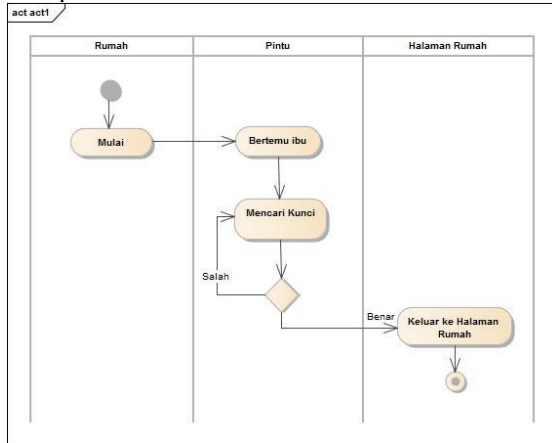 act act1
Rumah
Pintu
Halaman Rumah
Mulai
Bertemu ibu
Mencari Kunci
Salah
Benar
Keluar ke Halaman
Rumah